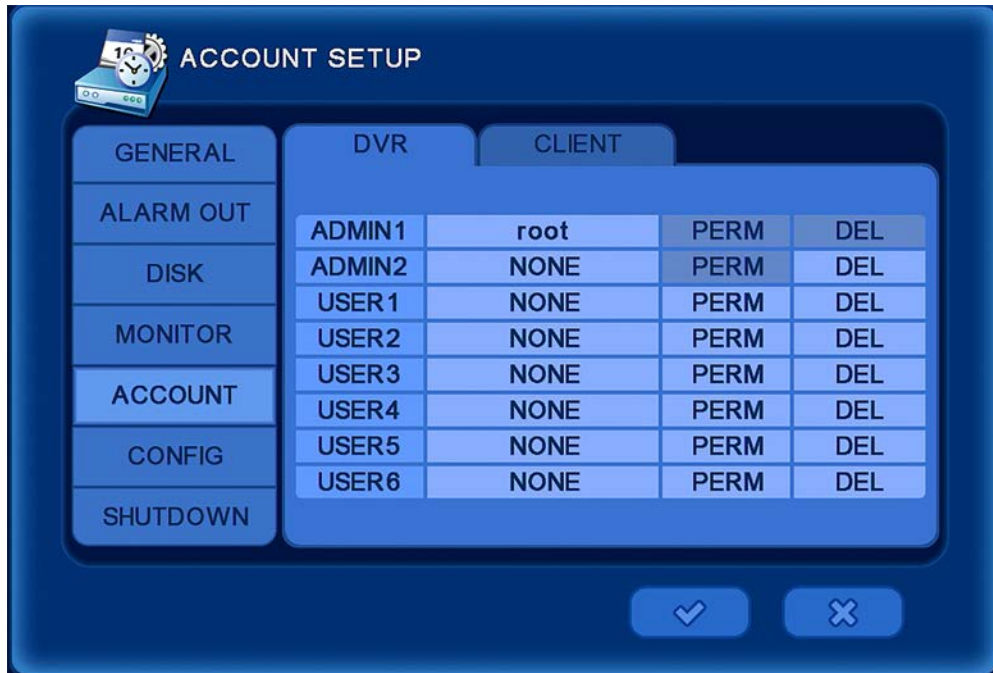 ACCOUNT SETUP
GENERAL
ALARM OUT
DISK
MONITOR
ACCOUNT
CONFIG
SHUTDOWN
DVR CLIENT
ADMIN1 root PERM DEL
ADMIN2 NONE PERM DEL
USER1 NONE PERM DEL
USER2 NONE PERM DEL
USER3 NONE PERM DEL
USER4 NONE PERM DEL
USER5 NONE PERM DEL
USER6 NONE PERM DEL